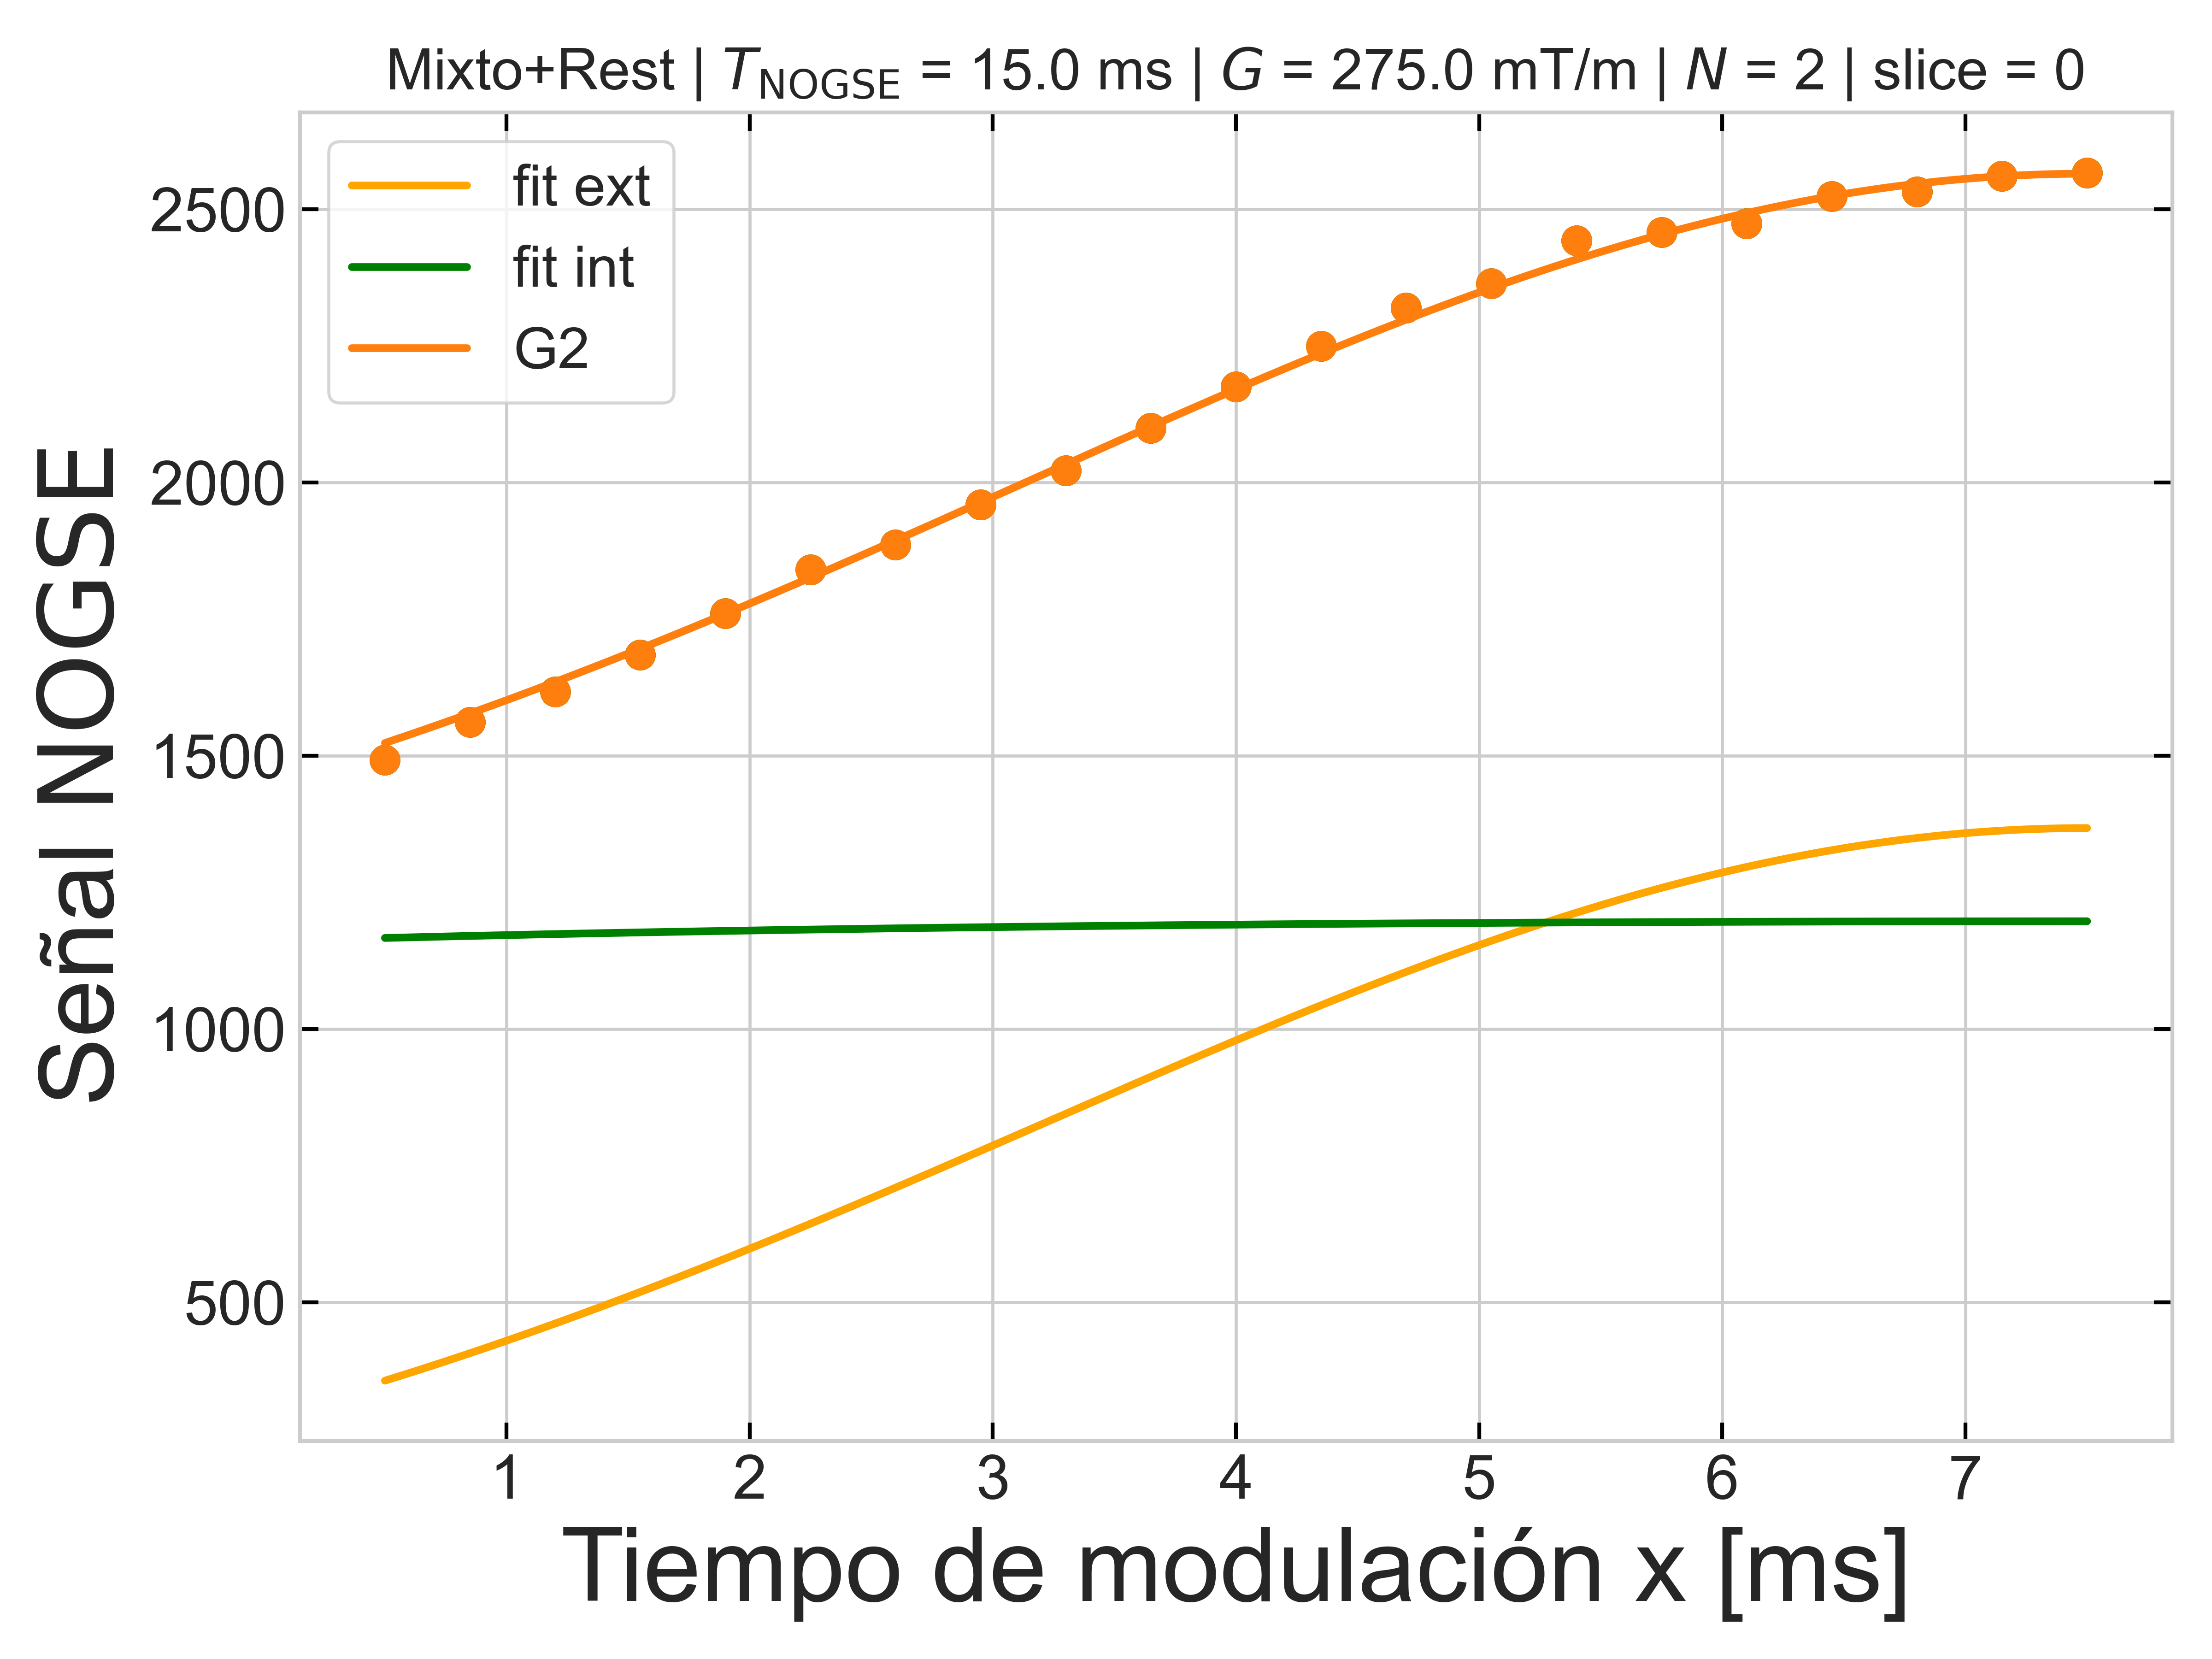 Mixto+Rest | T_NOGSE = 15.0 ms | G = 275.0 mT/m | N = 2 | slice = 0
fit ext
fit int
G2
2500
2000
1500
1000
500
Señal NOGSE
1 2 3 4 5 6 7
Tiempo de modulación x [ms]